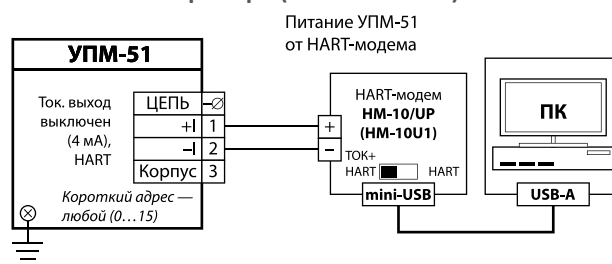 Питание УПМ-51
от HART-модема
УПМ-51
Ток. выход
выключен
(4 мА),
HART
ЦЕПЬ
+I 1
–I 2
Корпус 3
Короткий адрес —
любой (0…15)
HART-модем
HM-10/UP
(HM-10U1)
+
–
ТОК+
HART HART
mini-USB
ПК
USB-A